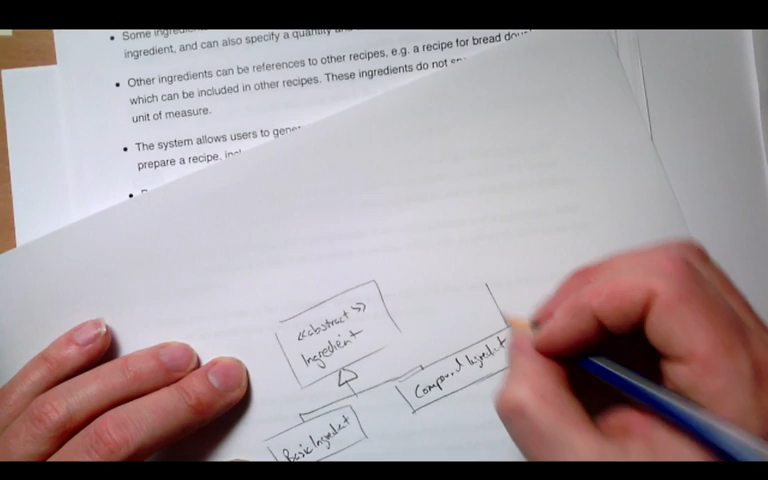 • Some
ingredient, and can also specify a quantity
• Other ingredients can be references to other recipes, e.g. a recipe for bread
which can be included in other recipes. These ingredients do not
unit of measure.
• The system allows users to
prepare a recipe,
•
<<abstract>>
Ingredient
Compound Ingredient
Basic Ingredient